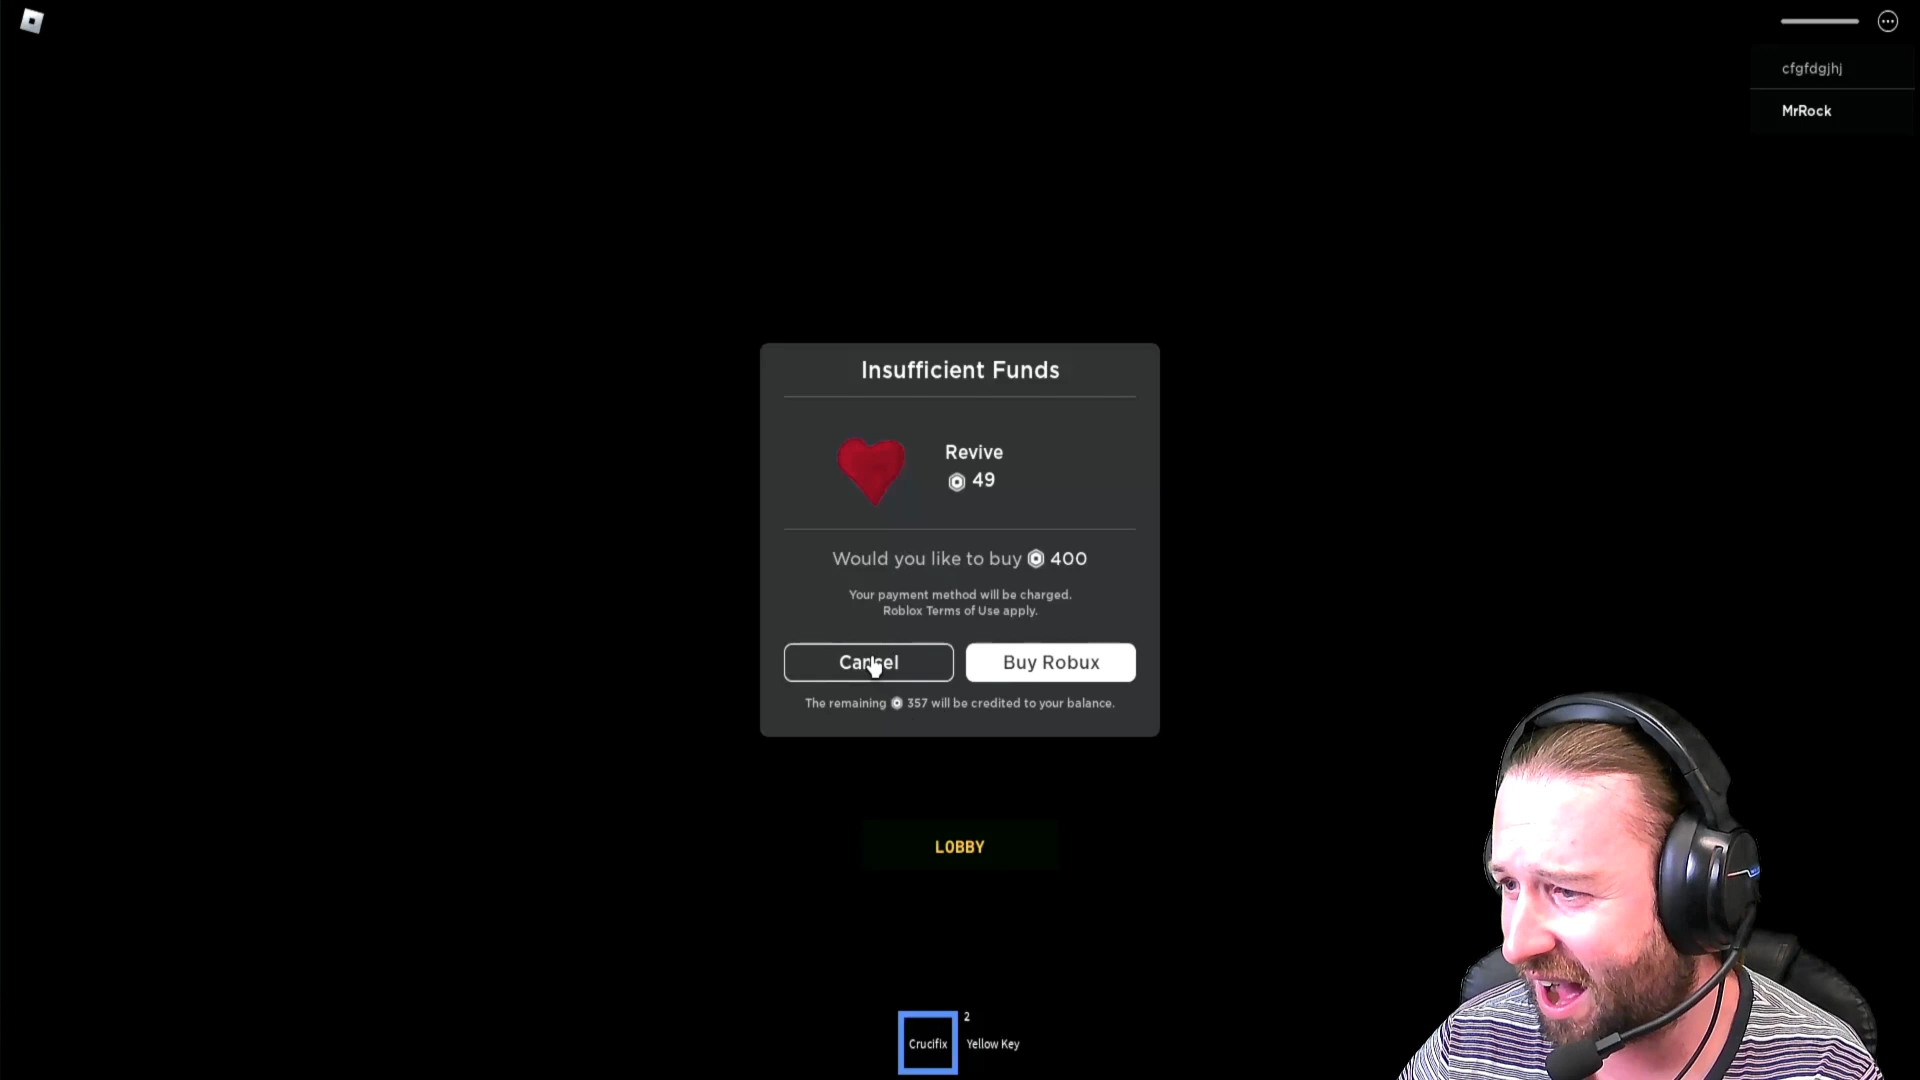 cfgfdgjhj
MrRock
Insufficient Funds
Revive
49
Would you like to buy 400
Your payment method will be charged.
Roblox Terms of Use apply.
Cancel
Buy Robux
The remaining 357 will be credited to your balance.
LOBBY
2
Crucifix
Yellow Key